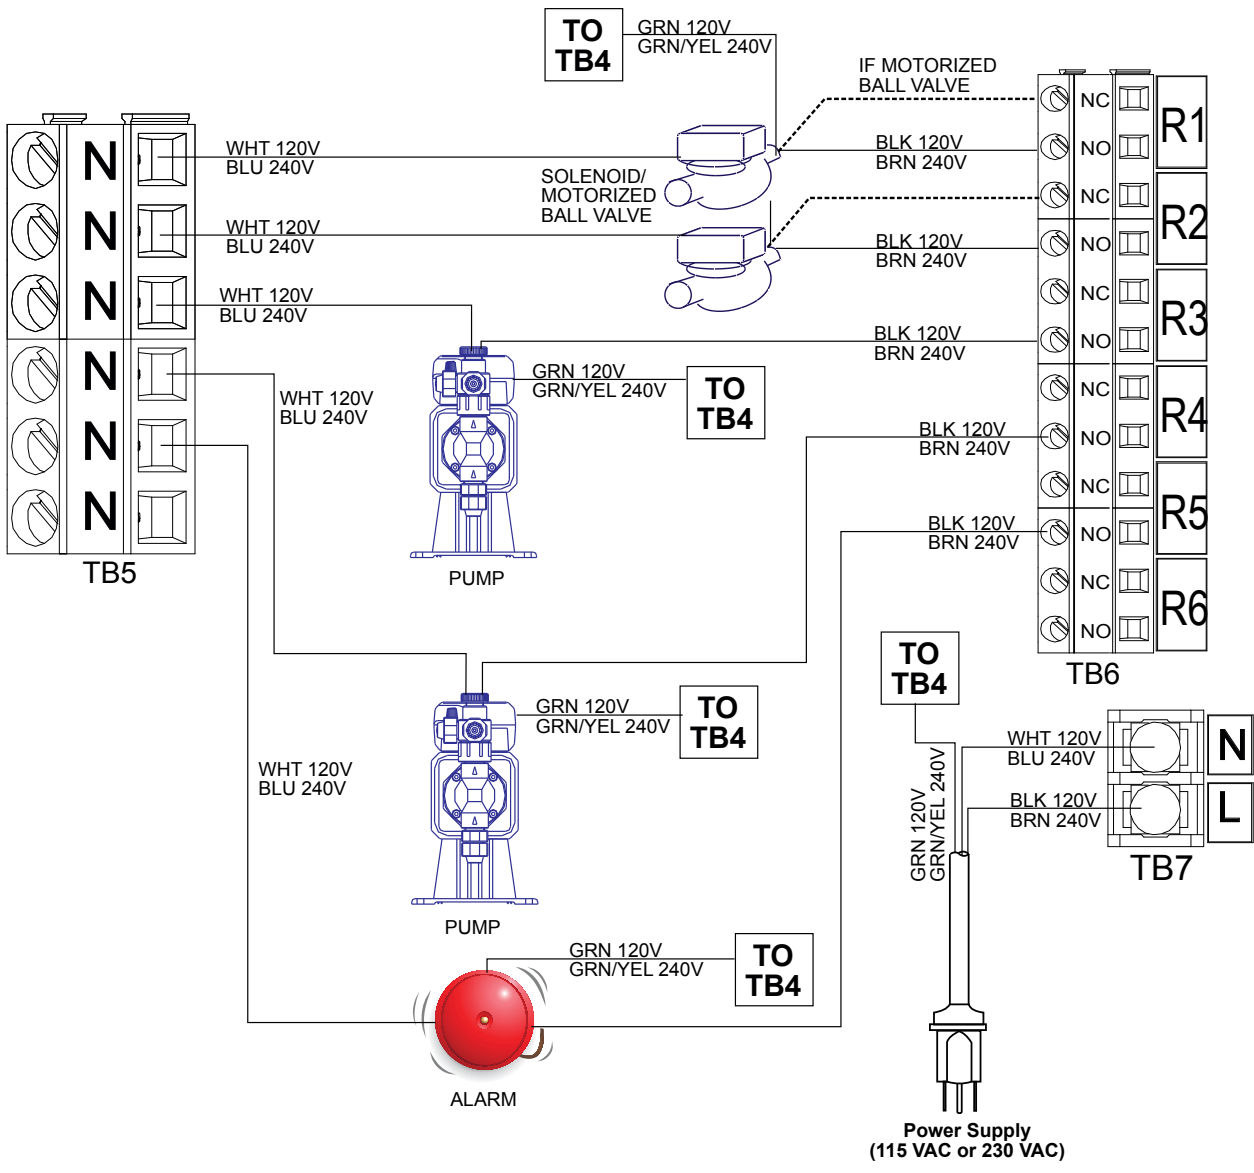 TO
TB4
GRN 120V
GRN/YEL 240V
IF MOTORIZED
BALL VALVE
N
WHT 120V
BLU 240V
SOLENOID/
MOTORIZED
BALL VALVE
BLK 120V
BRN 240V
NC
NO
R1
N
WHT 120V
BLU 240V
BLK 120V
BRN 240V
NC
NO
R2
N
WHT 120V
BLU 240V
BLK 120V
BRN 240V
NC
NO
R3
N
WHT 120V
BLU 240V
GRN 120V
GRN/YEL 240V
TO
TB4
BLK 120V
BRN 240V
NC
NO
R4
N
BLK 120V
BRN 240V
NC
NO
R5
N
NC
NO
R6
TB5
PUMP
TB6
GRN 120V
GRN/YEL 240V
TO
TB4
PUMP
WHT 120V
BLU 240V
GRN 120V
GRN/YEL 240V
TO
TB4
ALARM
TO
TB4
GRN 120V
GRN/YEL 240V
WHT 120V
BLU 240V
N
BLK 120V
BRN 240V
L
TB7
Power Supply
(115 VAC or 230 VAC)